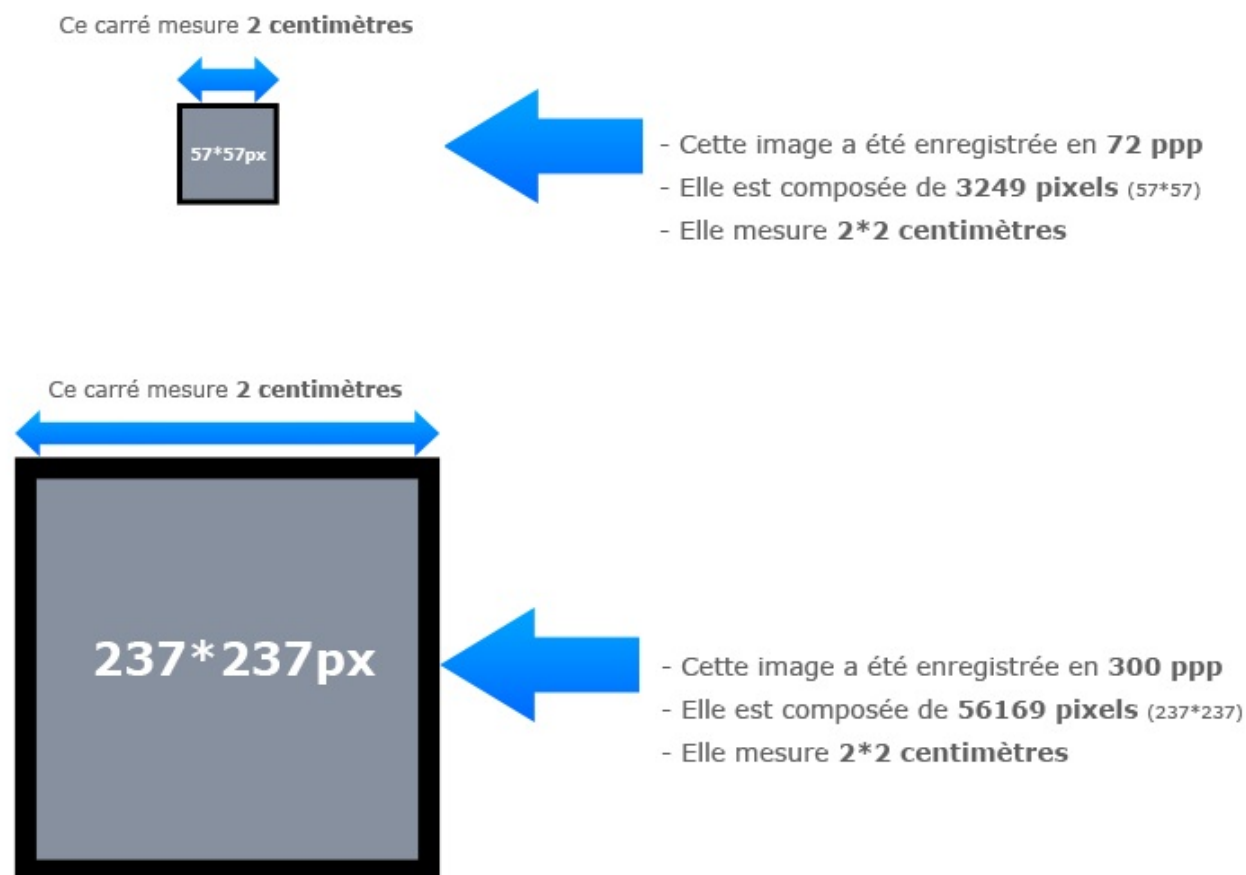 Ce carré mesure 2 centimètres
57*57px
- Cette image a été enregistrée en 72 ppp
- Elle est composée de 3249 pixels (57*57)
- Elle mesure 2*2 centimètres
Ce carré mesure 2 centimètres
237*237px
- Cette image a été enregistrée en 300 ppp
- Elle est composée de 56169 pixels (237*237)
- Elle mesure 2*2 centimètres